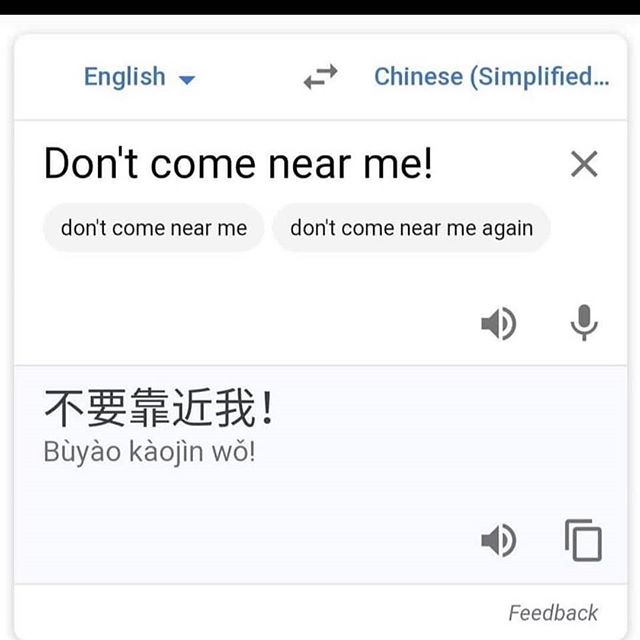 English Chinese (Simplified...
Don't come near me!
don't come near me don't come near me again
不要靠近我!
Bùyào kàojìn wǒ!
Feedback